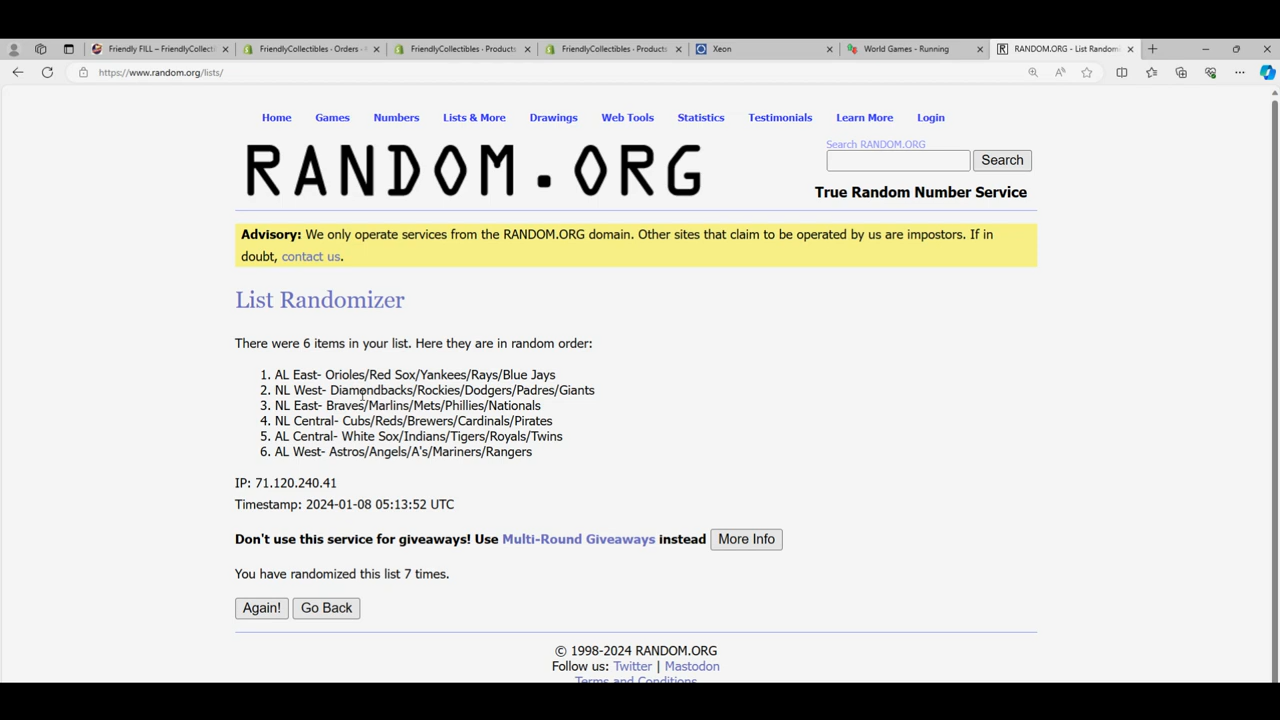 Friendly FILL – FriendlyCollectib
FriendlyCollectibles · Orders ·
FriendlyCollectibles · Products
FriendlyCollectibles · Products
Xeon
World Games - Running
RANDOM.ORG - List Random
https://www.random.org/lists/
Home Games Numbers Lists & More Drawings Web Tools Statistics Testimonials Learn More Login
RANDOM.ORG
Search RANDOM.ORG
Search
True Random Number Service
Advisory: We only operate services from the RANDOM.ORG domain. Other sites that claim to be operated by us are impostors. If in
doubt, contact us.
List Randomizer
There were 6 items in your list. Here they are in random order:
1. AL East- Orioles/Red Sox/Yankees/Rays/Blue Jays
2. NL West- Diamondbacks/Rockies/Dodgers/Padres/Giants
3. NL East- Braves/Marlins/Mets/Phillies/Nationals
4. NL Central- Cubs/Reds/Brewers/Cardinals/Pirates
5. AL Central- White Sox/Indians/Tigers/Royals/Twins
6. AL West- Astros/Angels/A's/Mariners/Rangers
IP: 71.120.240.41
Timestamp: 2024-01-08 05:13:52 UTC
Don't use this service for giveaways! Use Multi-Round Giveaways instead More Info
You have randomized this list 7 times.
Again! Go Back
© 1998-2024 RANDOM.ORG
Follow us: Twitter | Mastodon
Terms and Conditions